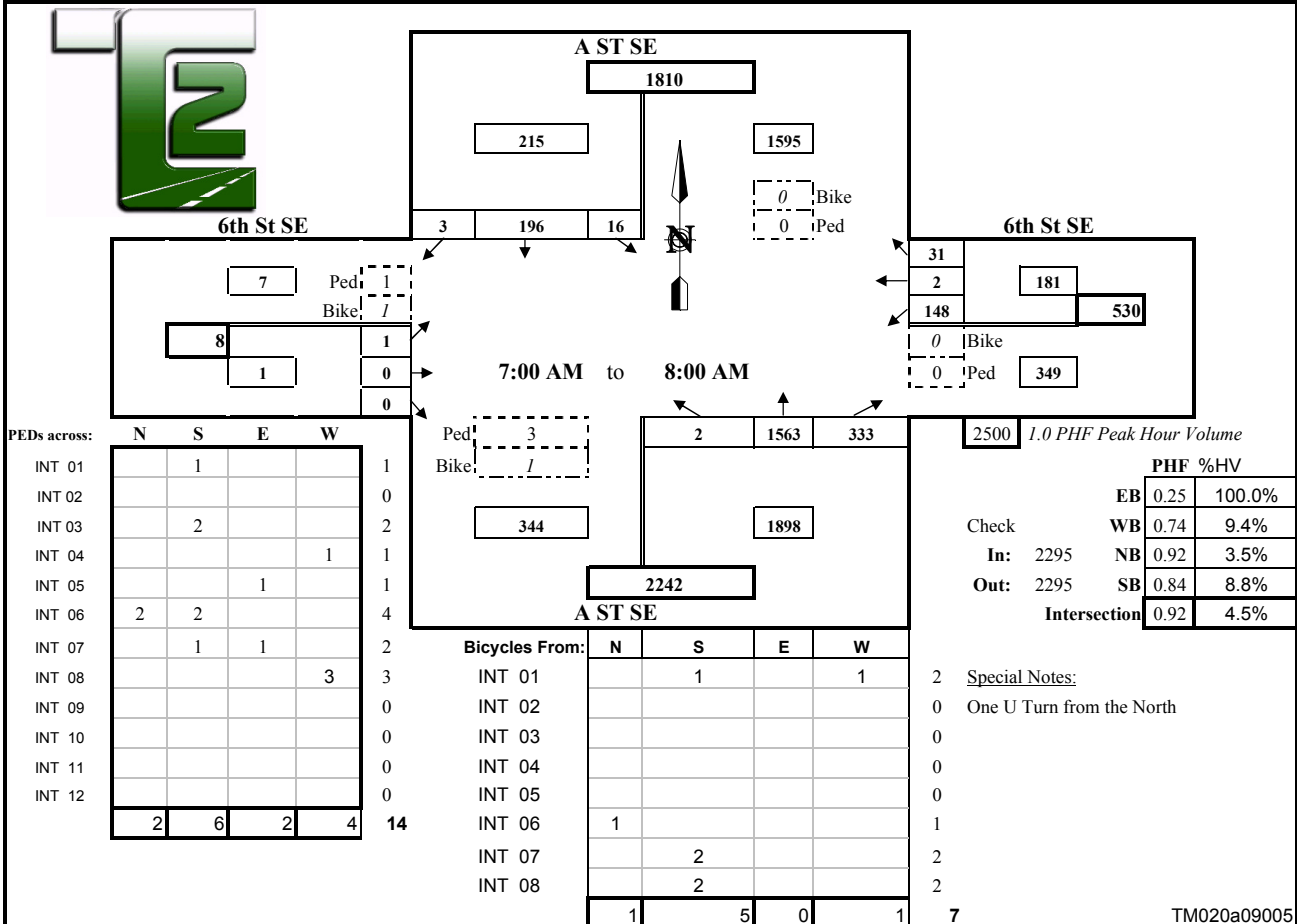 T2
A ST SE
1810
215 1595
0 Bike
6th St SE 3 196 16 0 Ped 6th St SE
N
31
7 Ped 1 2 181
Bike 1 148 530
8 1 0 Bike
1 0 7:00 AM to 8:00 AM 0 Ped 349
0
PEDs across: N S E W Ped 3 2 1563 333 2500 1.0 PHF Peak Hour Volume
INT 01 1 1 Bike 1 PHF %HV
INT 02 0 EB 0.25 100.0%
INT 03 2 2 344 1898 Check WB 0.74 9.4%
INT 04 1 1 In: 2295 NB 0.92 3.5%
INT 05 1 1 2242 Out: 2295 SB 0.84 8.8%
INT 06 2 2 4 A ST SE Intersection 0.92 4.5%
INT 07 1 1 2 Bicycles From: N S E W
INT 08 3 3 INT 01 1 1 2 Special Notes:
INT 09 0 INT 02 0 One U Turn from the North
INT 10 0 INT 03 0
INT 11 0 INT 04 0
INT 12 0 INT 05 0
2 6 2 4 14 INT 06 1 1
INT 07 2 2
INT 08 2 2
1 5 0 1 7 TM020a09005